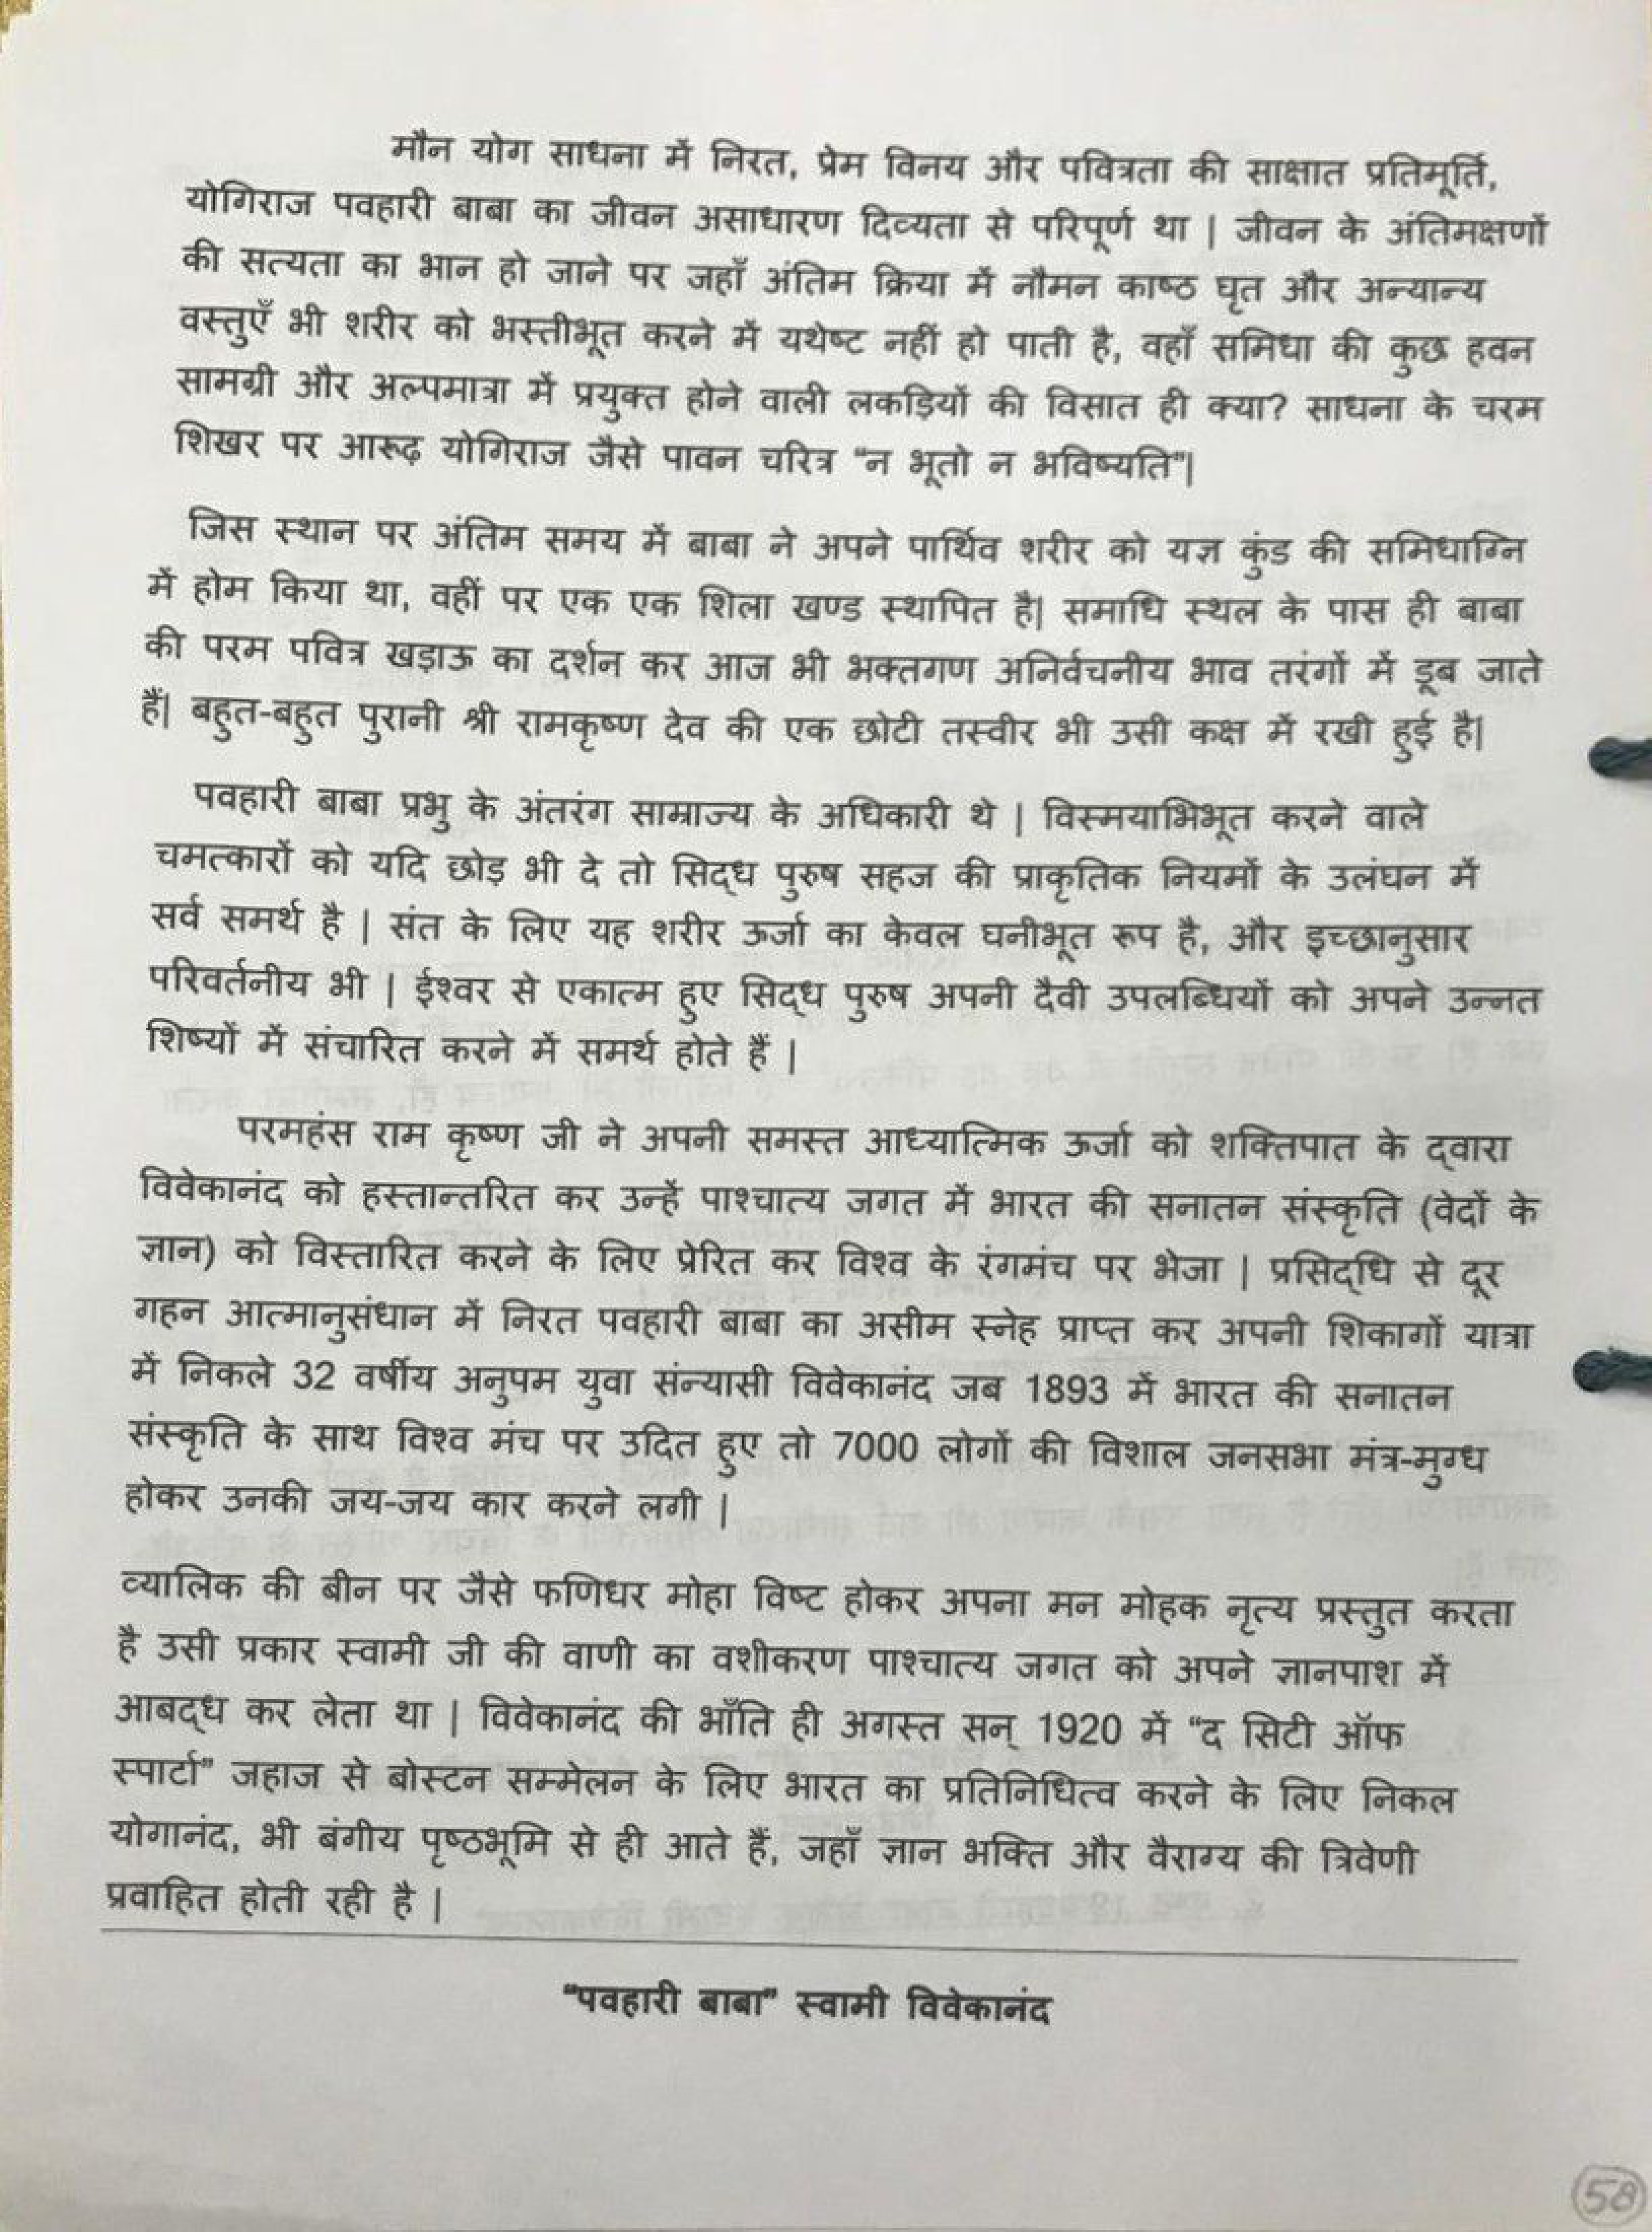 मौन योग साधना में निरत, प्रेम विनय और पवित्रता की साक्षात प्रतिमूर्ति,
योगिराज पवहारी बाबा का जीवन असाधारण दिव्यता से परिपूर्ण था | जीवन के अंतिमक्षणों
की सत्यता का भान हो जाने पर जहाँ अंतिम क्रिया में नौमन काष्ठ घृत और अन्यान्य
वस्तुएँ भी शरीर को भस्तीभूत करने में यथेष्ट नहीं हो पाती है, वहाँ समिधा की कुछ हवन
सामग्री और अल्पमात्रा में प्रयुक्त होने वाली लकड़ियों की विसात ही क्या? साधना के चरम
शिखर पर आरूढ़ योगिराज जैसे पावन चरित्र “न भूतो न भविष्यति”|
जिस स्थान पर अंतिम समय में बाबा ने अपने पार्थिव शरीर को यज्ञ कुंड की समिधाग्नि
में होम किया था, वहीं पर एक एक शिला खण्ड स्थापित है| समाधि स्थल के पास ही बाबा
की परम पवित्र खड़ाऊ का दर्शन कर आज भी भक्तगण अनिर्वचनीय भाव तरंगों में डूब जाते
हैं| बहुत-बहुत पुरानी श्री रामकृष्ण देव की एक छोटी तस्वीर भी उसी कक्ष में रखी हुई है|
पवहारी बाबा प्रभु के अंतरंग साम्राज्य के अधिकारी थे | विस्मयाभिभूत करने वाले
चमत्कारों को यदि छोड़ भी दे तो सिद्ध पुरुष सहज की प्राकृतिक नियमों के उलंघन में
सर्व समर्थ है | संत के लिए यह शरीर ऊर्जा का केवल घनीभूत रूप है, और इच्छानुसार
परिवर्तनीय भी | ईश्वर से एकात्म हुए सिद्ध पुरुष अपनी दैवी उपलब्धियों को अपने उन्नत
शिष्यों में संचारित करने में समर्थ होते हैं |
परमहंस राम कृष्ण जी ने अपनी समस्त आध्यात्मिक ऊर्जा को शक्तिपात के द्वारा
विवेकानंद को हस्तान्तरित कर उन्हें पाश्चात्य जगत में भारत की सनातन संस्कृति (वेदों के
ज्ञान) को विस्तारित करने के लिए प्रेरित कर विश्व के रंगमंच पर भेजा | प्रसिद्धि से दूर
गहन आत्मानुसंधान में निरत पवहारी बाबा का असीम स्नेह प्राप्त कर अपनी शिकागों यात्रा
में निकले 32 वर्षीय अनुपम युवा संन्यासी विवेकानंद जब 1893 में भारत की सनातन
संस्कृति के साथ विश्व मंच पर उदित हुए तो 7000 लोगों की विशाल जनसभा मंत्र-मुग्ध
होकर उनकी जय-जय कार करने लगी |
व्यालिक की बीन पर जैसे फणिधर मोहा विष्ट होकर अपना मन मोहक नृत्य प्रस्तुत करता
है उसी प्रकार स्वामी जी की वाणी का वशीकरण पाश्चात्य जगत को अपने ज्ञानपाश में
आबद्ध कर लेता था | विवेकानंद की भाँति ही अगस्त सन् 1920 में “द सिटी ऑफ
स्पार्टा” जहाज से बोस्टन सम्मेलन के लिए भारत का प्रतिनिधित्व करने के लिए निकल
योगानंद, भी बंगीय पृष्ठभूमि से ही आते हैं, जहाँ ज्ञान भक्ति और वैराग्य की त्रिवेणी
प्रवाहित होती रही है |
“पवहारी बाबा” स्वामी विवेकानंद
58